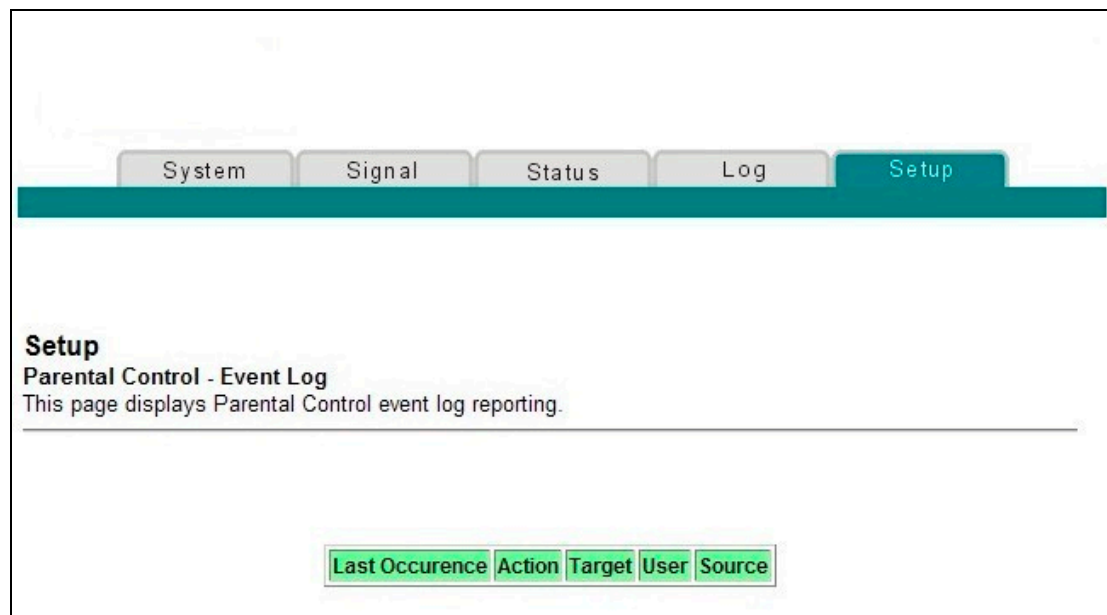 System Signal Status Log Setup
Setup
Parental Control - Event Log
This page displays Parental Control event log reporting.
Last Occurence Action Target User Source